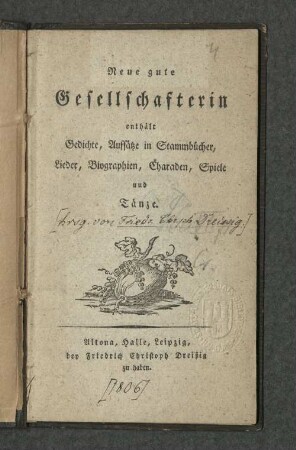 Neue gute
Gesellschafterin
enthält
Gedichte, Aufsätze in Stammbücher,
Lieder, Biographien, Charaden, Spiele
und
Tänze.
[hrsg. von Friedr. Christ. Dreissig.]
Altona, Halle, Leipzig,
bey Friedrich Christoph Dreißig
zu haben.
[1806]